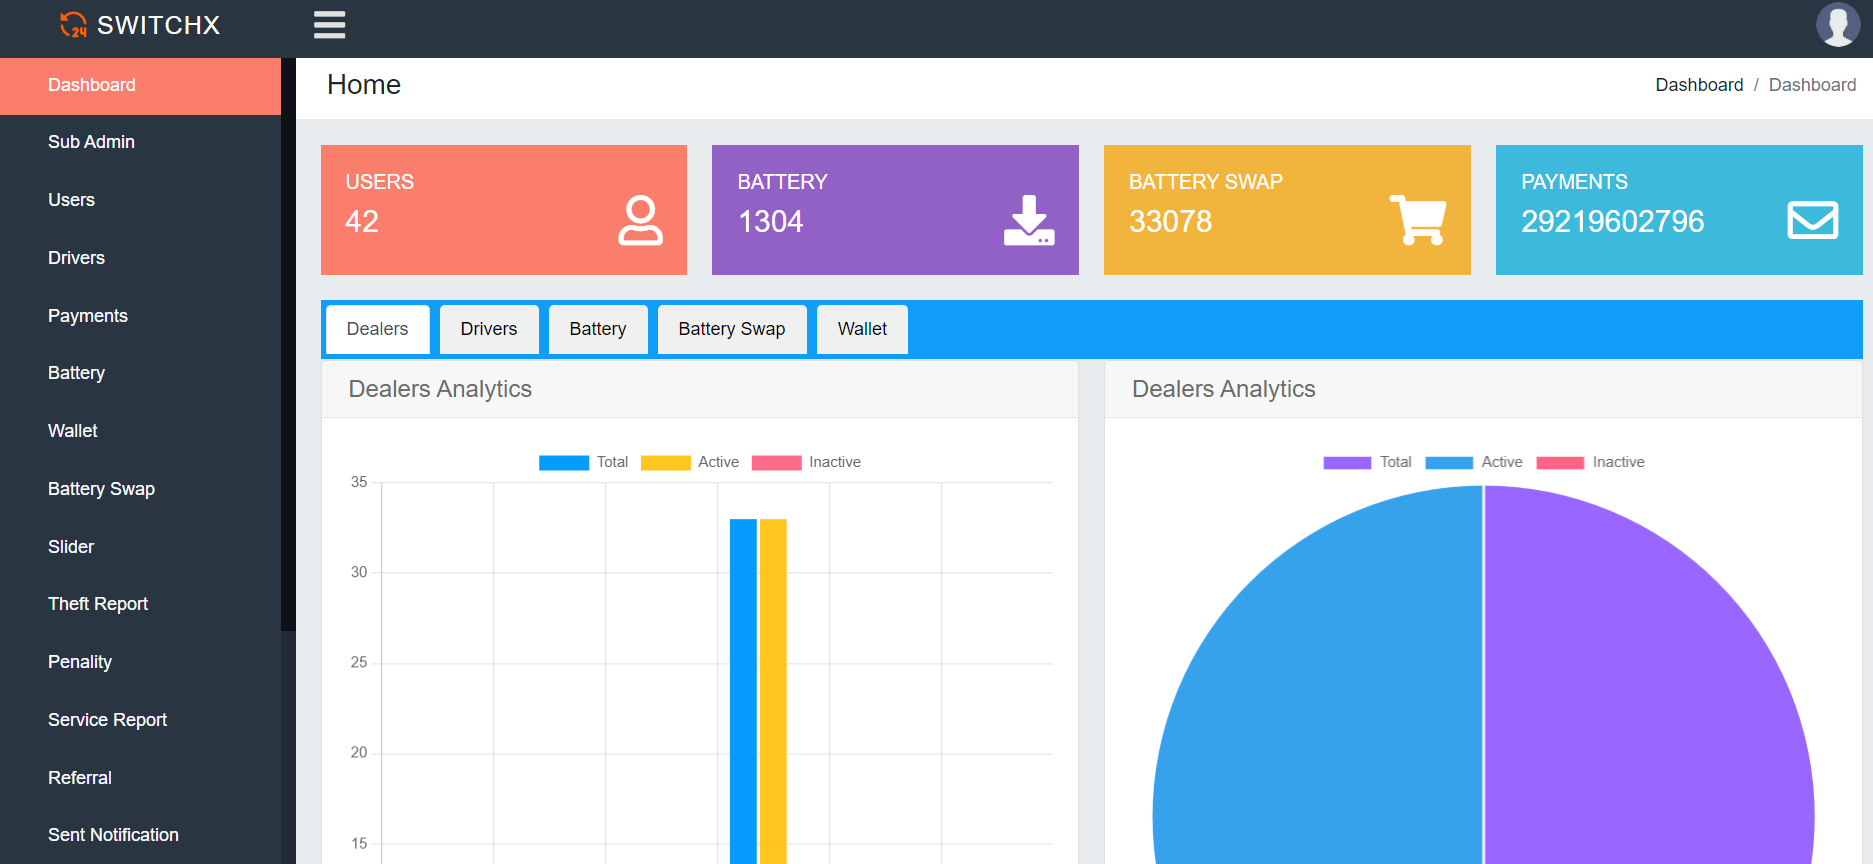 24 SWITCHX
Dashboard
Sub Admin
Users
Drivers
Payments
Battery
Wallet
Battery Swap
Slider
Theft Report
Penality
Service Report
Referral
Sent Notification
Home
Dashboard / Dashboard
USERS
42
BATTERY
1304
BATTERY SWAP
33078
PAYMENTS
29219602796
Dealers Drivers Battery Battery Swap Wallet
Dealers Analytics
Total Active Inactive
35
30
25
20
15
Dealers Analytics
Total Active Inactive